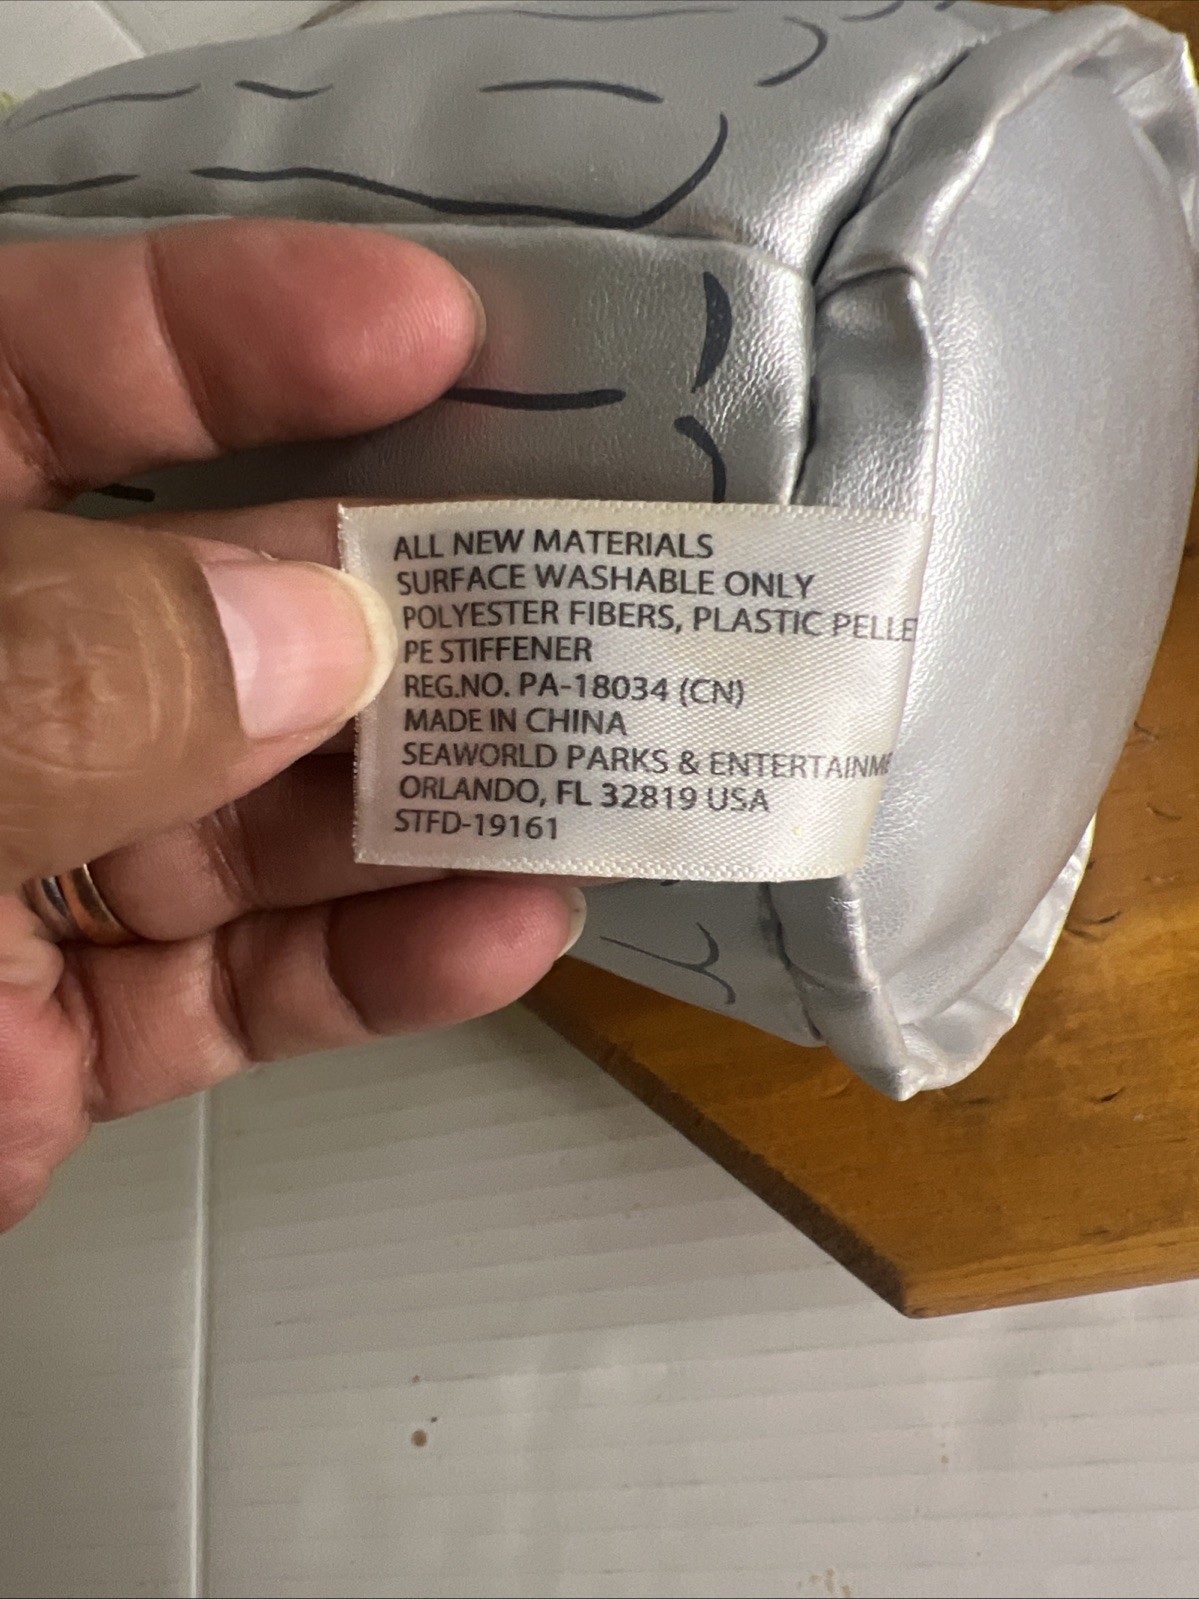 ALL NEW MATERIALS
SURFACE WASHABLE ONLY
POLYESTER FIBERS, PLASTIC PELLE
PE STIFFENER
REG.NO. PA-18034 (CN)
MADE IN CHINA
SEAWORLD PARKS & ENTERTAINME
ORLANDO, FL 32819 USA
STFD-19161